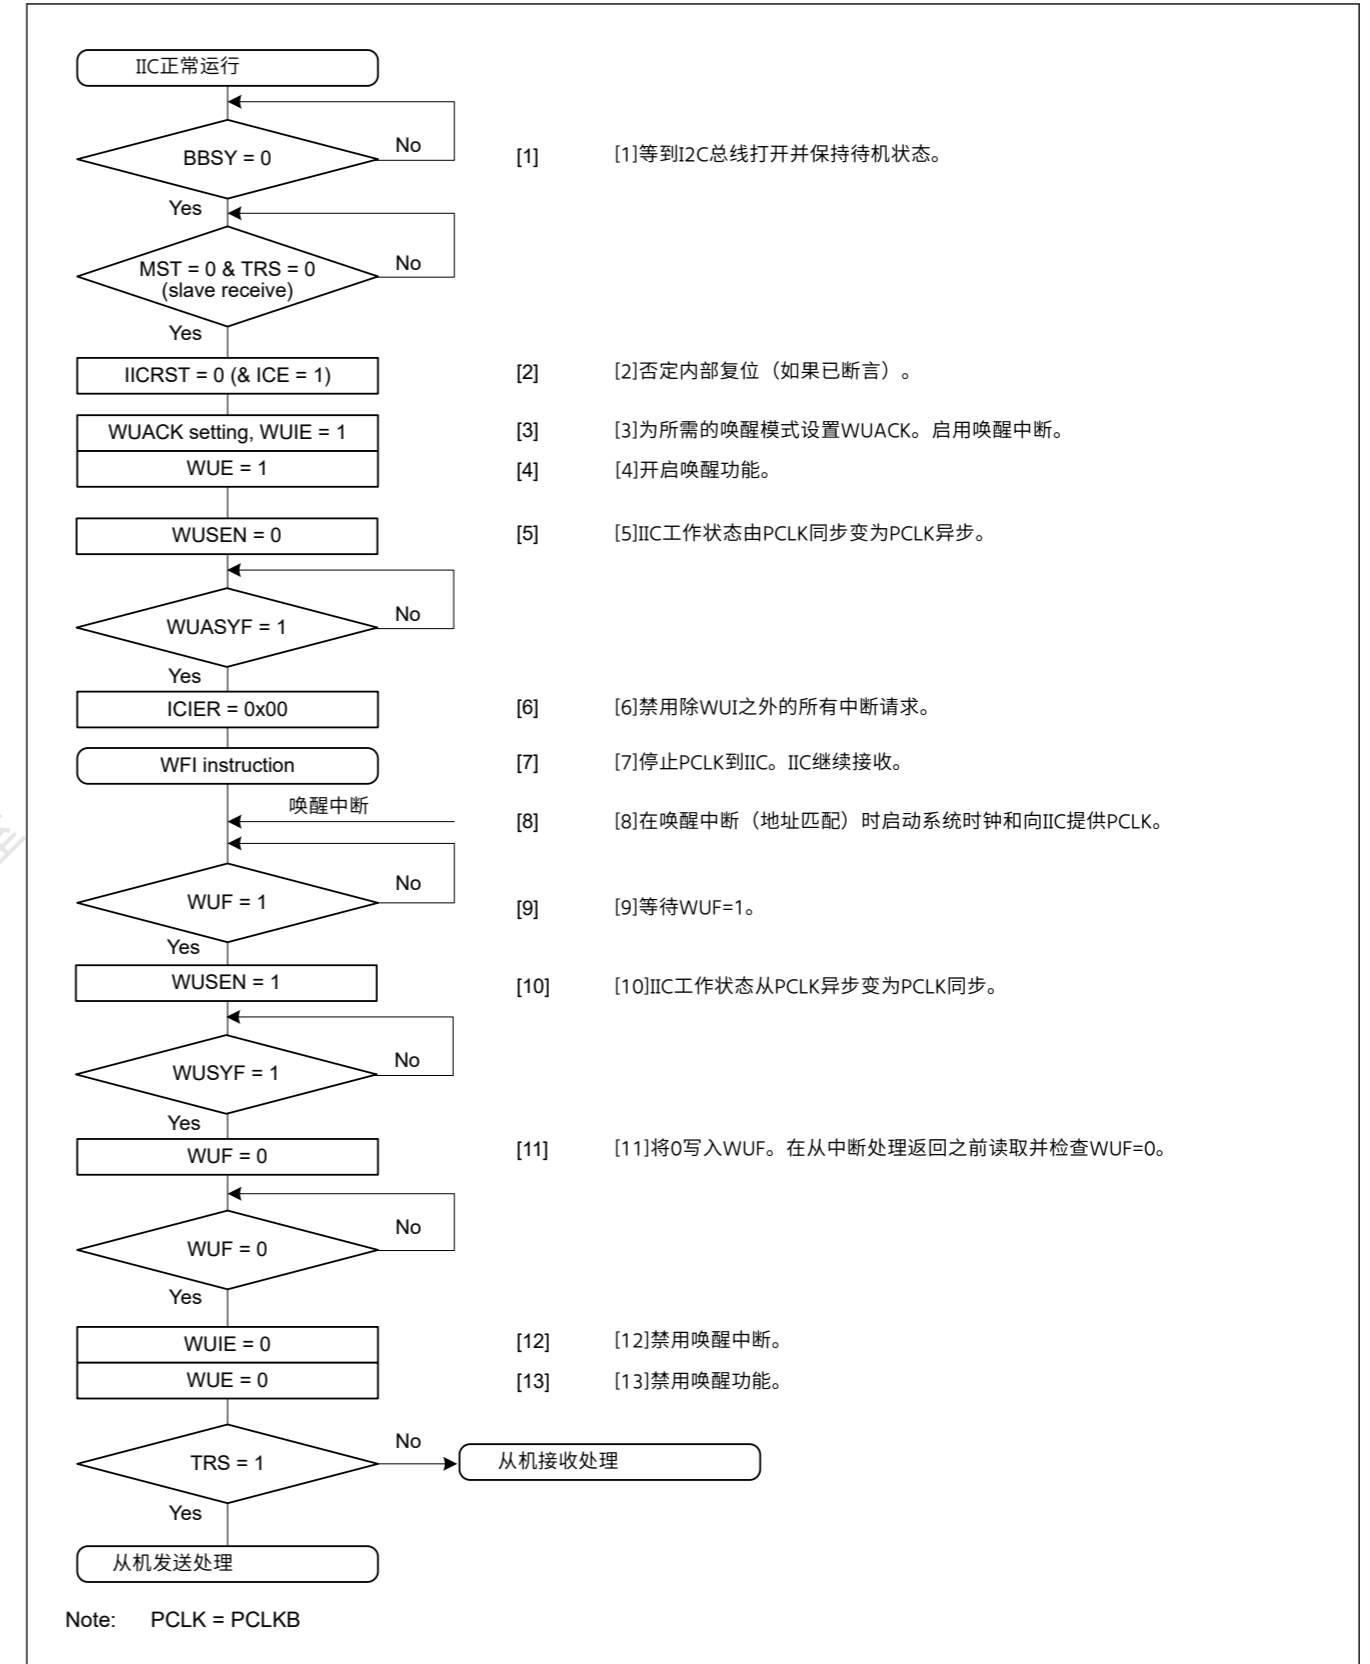 IIC正常运行
BBSY = 0
No
[1] [1]等到I2C总线打开并保持待机状态。
Yes
MST = 0 & TRS = 0
(slave receive)
No
Yes
IICRST = 0 (& ICE = 1)
[2] [2]否定内部复位（如果已断言）。
WUACK setting, WUIE = 1
[3] [3]为所需的唤醒模式设置WUACK。启用唤醒中断。
WUE = 1
[4] [4]开启唤醒功能。
WUSEN = 0
[5] [5]IIC工作状态由PCLK同步变为PCLK异步。
WUASYF = 1
No
Yes
ICIER = 0x00
[6] [6]禁用除WUI之外的所有中断请求。
WFI instruction
[7] [7]停止PCLK到IIC。IIC继续接收。
唤醒中断
[8] [8]在唤醒中断（地址匹配）时启动系统时钟和向IIC提供PCLK。
WUF = 1
No
[9] [9]等待WUF=1。
Yes
WUSEN = 1
[10] [10]IIC工作状态从PCLK异步变为PCLK同步。
WUSYF = 1
No
Yes
WUF = 0
[11] [11]将0写入WUF。在从中断处理返回之前读取并检查WUF=0。
WUF = 0
No
Yes
WUIE = 0
[12] [12]禁用唤醒中断。
WUE = 0
[13] [13]禁用唤醒功能。
TRS = 1
No
从机接收处理
Yes
从机发送处理
Note: PCLK = PCLKB